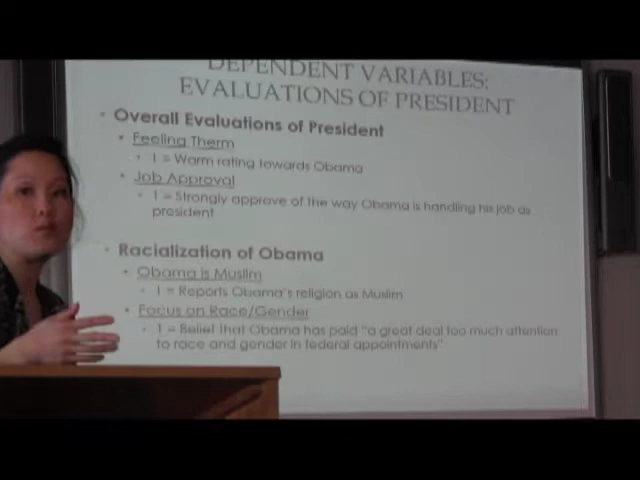 DEPENDENT VARIABLES:
EVALUATIONS OF PRESIDENT
• Overall Evaluations of President
• Feeling Therm
• 1 = Warm rating towards Obama
• Job Approval
• 1 = Strongly approve of the way Obama is handling his job as
president
• Racialization of Obama
• Obama is Muslim
• 1 = Reports Obama's religion as Muslim
• Focus on Race/Gender
• 1 = Belief that Obama has paid "a great deal too much attention
to race and gender in federal appointments"